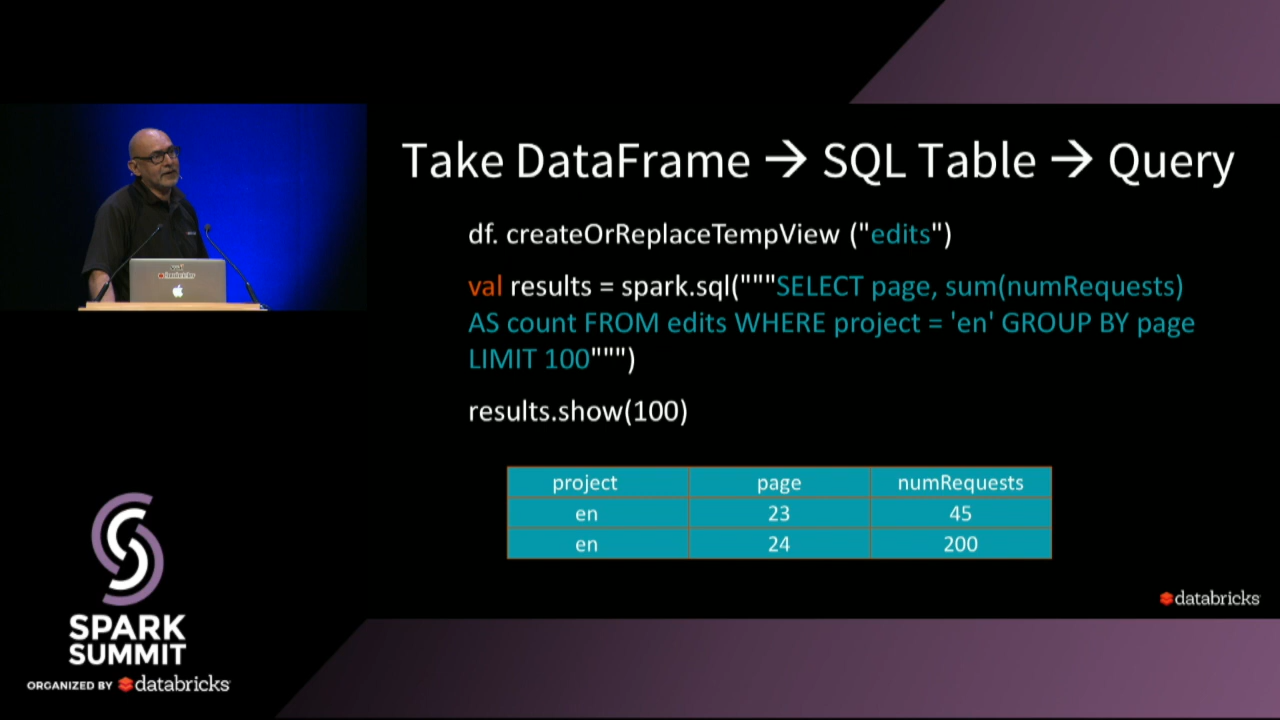 Take DataFrame → SQL Table → Query
df. createOrReplaceTempView ("edits")
val results = spark.sql("""SELECT page, sum(numRequests)
AS count FROM edits WHERE project = 'en' GROUP BY page
LIMIT 100""")
results.show(100)
project page numRequests
en 23 45
en 24 200
databricks
SPARK
SUMMIT
ORGANIZED BY databricks